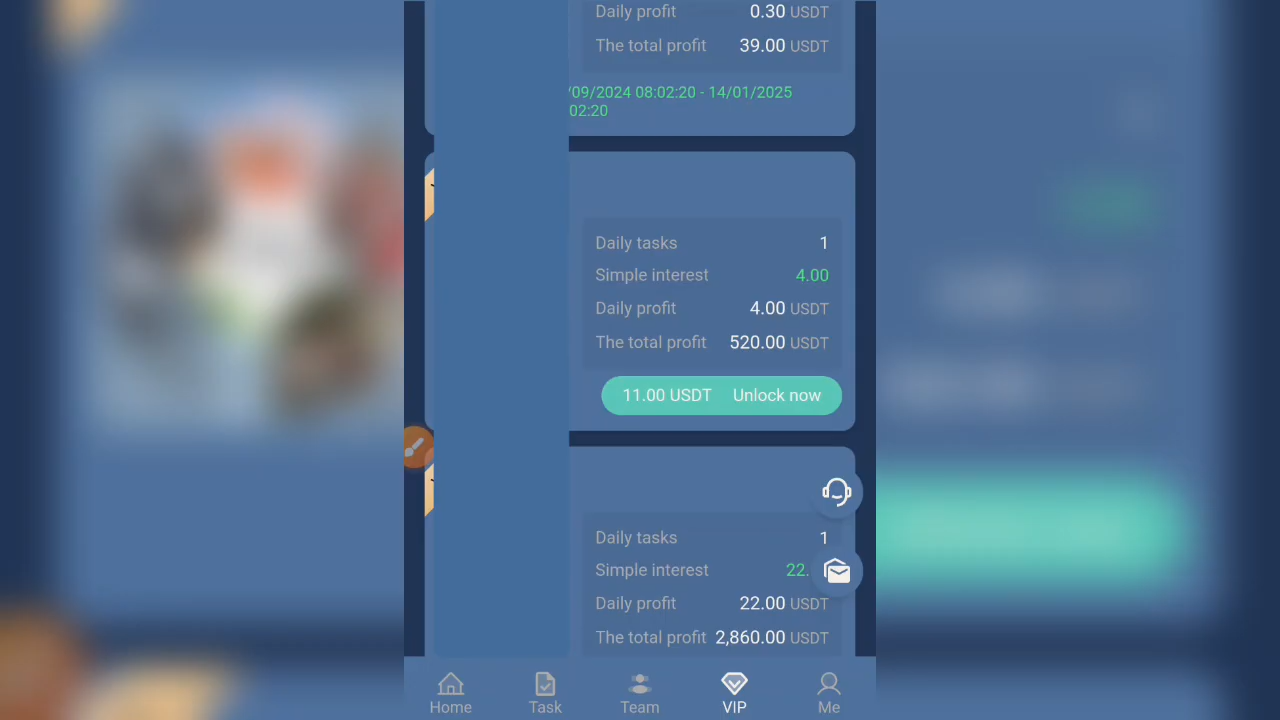 Daily profit 0.30 USDT
The total profit 39.00 USDT
/09/2024 08:02:20 - 14/01/2025
02:20
Daily tasks 1
Simple interest 4.00
Daily profit 4.00 USDT
The total profit 520.00 USDT
11.00 USDT Unlock now
Daily tasks 1
Simple interest 22.
Daily profit 22.00 USDT
The total profit 2,860.00 USDT
Home Task Team VIP Me